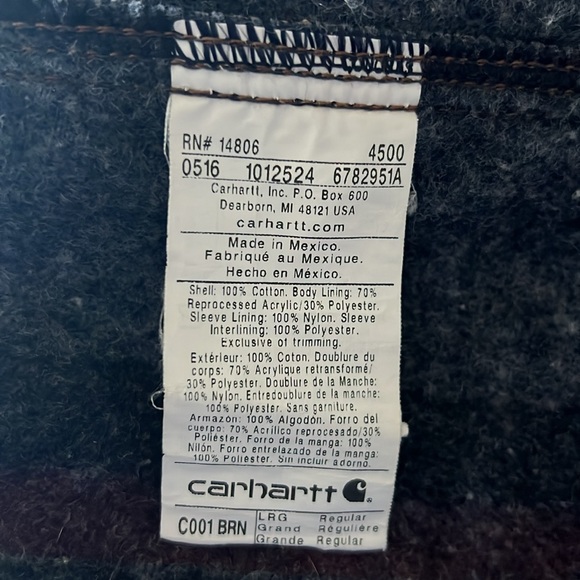 RN# 14806 4500
0516 1012524 6782951A
Carhartt, Inc. P.O. Box 600
Dearborn, MI 48121 USA
carhartt.com
Made in Mexico.
Fabriqué au Mexique.
Hecho en México.
Shell: 100% Cotton. Body Lining: 70%
Reprocessed Acrylic/30% Polyester.
Sleeve Lining: 100% Nylon. Sleeve
Interlining: 100% Polyester.
Exclusive of trimming.
Extérieur: 100% Coton. Doublure du
corps: 70% Acrylique retransformé/
30% Polyester. Doublure de la Manche:
100% Nylon. Entredoublure de la manche:
100% Polyester. Sans garniture.
Armazón: 100% Algodón. Forro del
cuerpo: 70% Acrílico reprocesado/30%
Poliéster. Forro de la manga: 100%
Nilón. Forro entrelazado de la manga:
100% Poliester. Sin incluir adorno.
carhartt
C001 BRN LRG Regular
Grand Régulière
Grande Regular